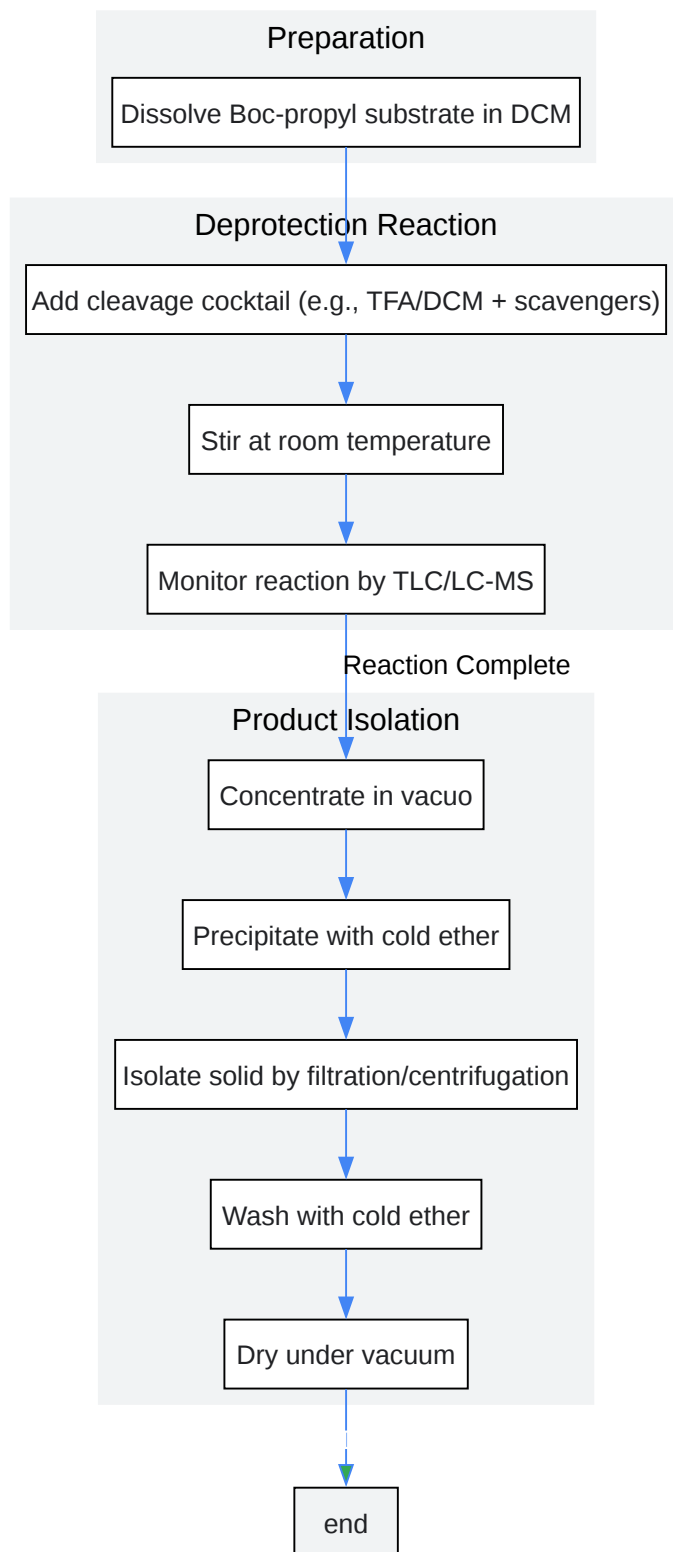 Preparation
Dissolve Boc-propyl substrate in DCM
Deprotection Reaction
Add cleavage cocktail (e.g., TFA/DCM + scavengers)
Stir at room temperature
Monitor reaction by TLC/LC-MS
Reaction Complete
Product Isolation
Concentrate in vacuo
Precipitate with cold ether
Isolate solid by filtration/centrifugation
Wash with cold ether
Dry under vacuum
end